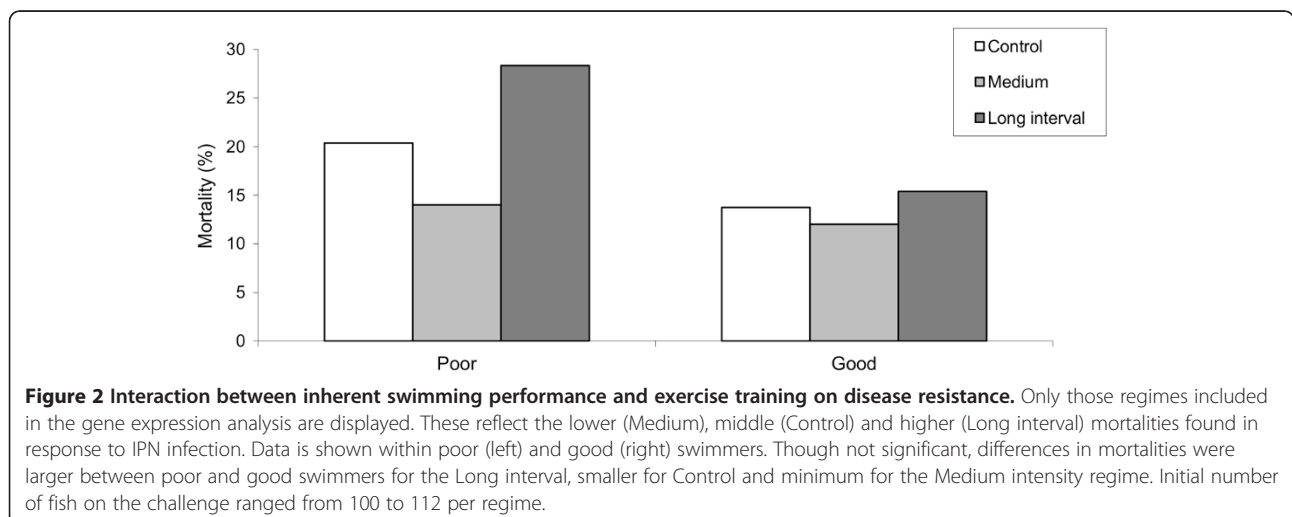 30
25
20
15
10
5
0
Mortality (%)
Poor
Good
Control
Medium
Long interval
Figure 2 Interaction between inherent swimming performance and exercise training on disease resistance. Only those regimes included
in the gene expression analysis are displayed. These reflect the lower (Medium), middle (Control) and higher (Long interval) mortalities found in
response to IPN infection. Data is shown within poor (left) and good (right) swimmers. Though not significant, differences in mortalities were
larger between poor and good swimmers for the Long interval, smaller for Control and minimum for the Medium intensity regime. Initial number
of fish on the challenge ranged from 100 to 112 per regime.